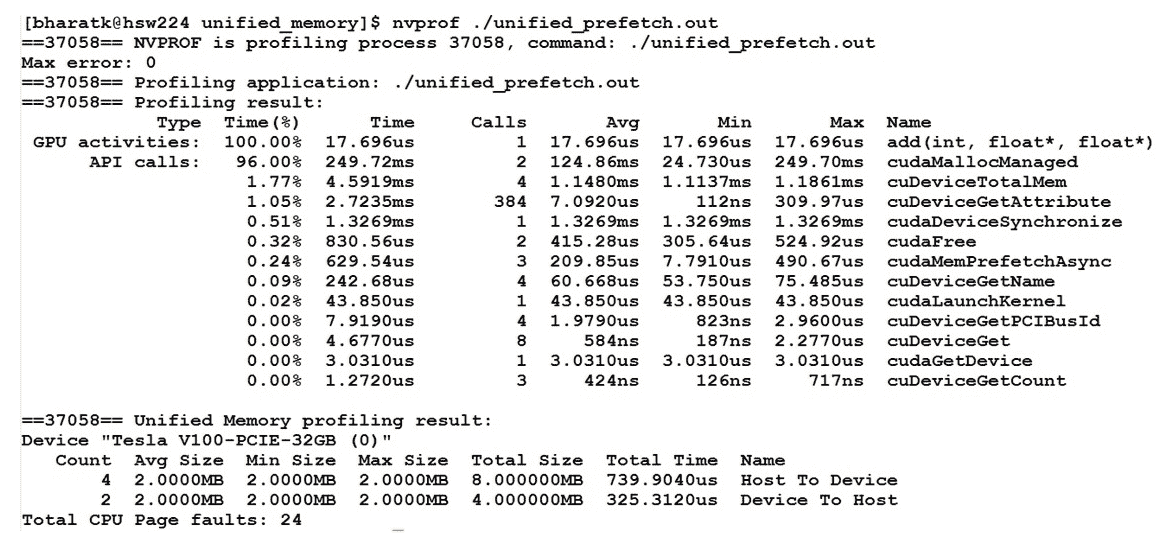 [bharatk@hsw224 unified_memory]$ nvprof ./unified_prefetch.out
==37058== NVPROF is profiling process 37058, command: ./unified_prefetch.out
Max error: 0
==37058== Profiling application: ./unified_prefetch.out
==37058== Profiling result:
Type Time(%) Time Calls Avg Min Max Name
GPU activities: 100.00% 17.696us 1 17.696us 17.696us 17.696us add(int, float*, float*)
API calls: 96.00% 249.72ms 2 124.86ms 24.730us 249.70ms cudaMallocManaged
1.77% 4.5919ms 4 1.1480ms 1.1137ms 1.1861ms cuDeviceTotalMem
1.05% 2.7235ms 384 7.0920us 112ns 309.97us cuDeviceGetAttribute
0.51% 1.3269ms 1 1.3269ms 1.3269ms 1.3269ms cudaDeviceSynchronize
0.32% 830.56us 2 415.28us 305.64us 524.92us cudaFree
0.24% 629.54us 3 209.85us 7.7910us 490.67us cudaMemPrefetchAsync
0.09% 242.68us 4 60.668us 53.750us 75.485us cuDeviceGetName
0.02% 43.850us 1 43.850us 43.850us 43.850us cudaLaunchKernel
0.00% 7.9190us 4 1.9790us 823ns 2.9600us cuDeviceGetPCIBusId
0.00% 4.6770us 8 584ns 187ns 2.2770us cuDeviceGet
0.00% 3.0310us 1 3.0310us 3.0310us 3.0310us cudaGetDevice
0.00% 1.2720us 3 424ns 126ns 717ns cuDeviceGetCount
==37058== Unified Memory profiling result:
Device "Tesla V100-PCIE-32GB (0)"
Count Avg Size Min Size Max Size Total Size Total Time Name
4 2.0000MB 2.0000MB 2.0000MB 8.000000MB 739.9040us Host To Device
2 2.0000MB 2.0000MB 2.0000MB 4.000000MB 325.3120us Device To Host
Total CPU Page faults: 24